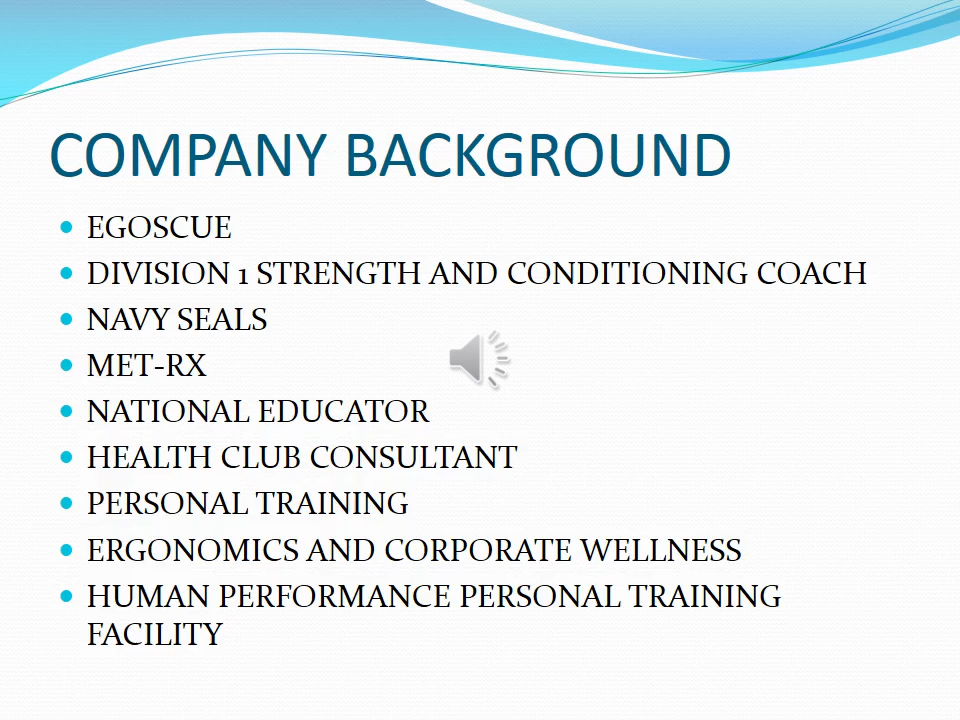 COMPANY BACKGROUND
EGOSCUE
DIVISION 1 STRENGTH AND CONDITIONING COACH
NAVY SEALS
MET-RX
NATIONAL EDUCATOR
HEALTH CLUB CONSULTANT
PERSONAL TRAINING
ERGONOMICS AND CORPORATE WELLNESS
HUMAN PERFORMANCE PERSONAL TRAINING
FACILITY